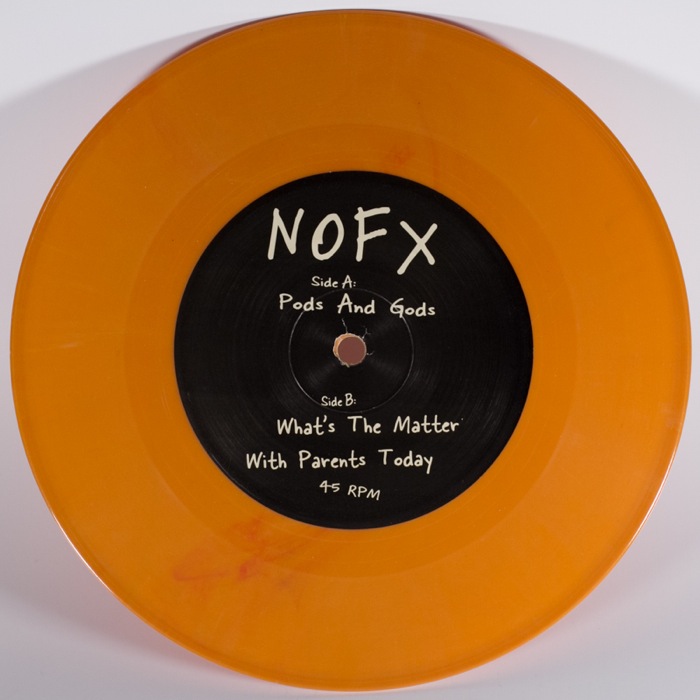 NOFX
Side A:
Pods And Gods
Side B:
What's The Matter
With Parents Today
45 RPM